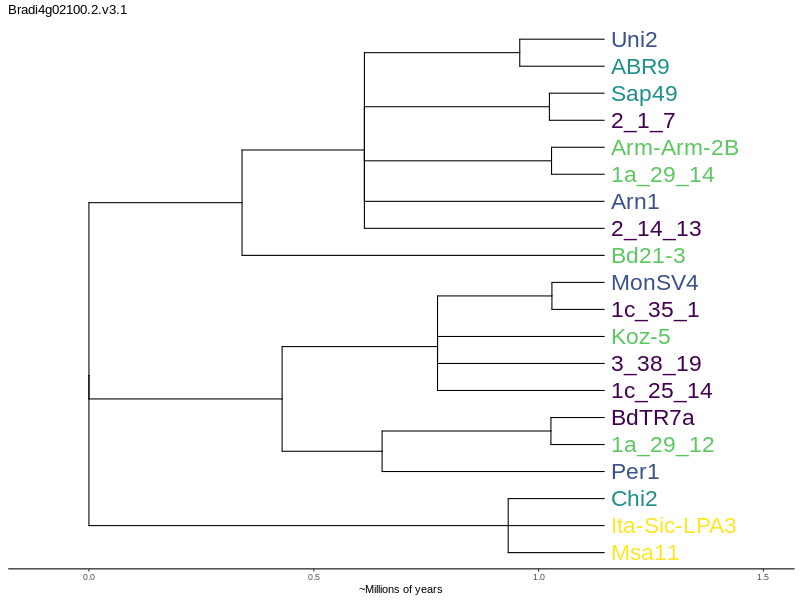 Bradi4g02100.2.v3.1
Uni2
ABR9
Sap49
2_1_7
Arm-Arm-2B
1a_29_14
Arn1
2_14_13
Bd21-3
MonSV4
1c_35_1
Koz-5
3_38_19
1c_25_14
BdTR7a
1a_29_12
Per1
Chi2
Ita-Sic-LPA3
Msa11
0.0 0.5 1.0 1.5
~Millions of years